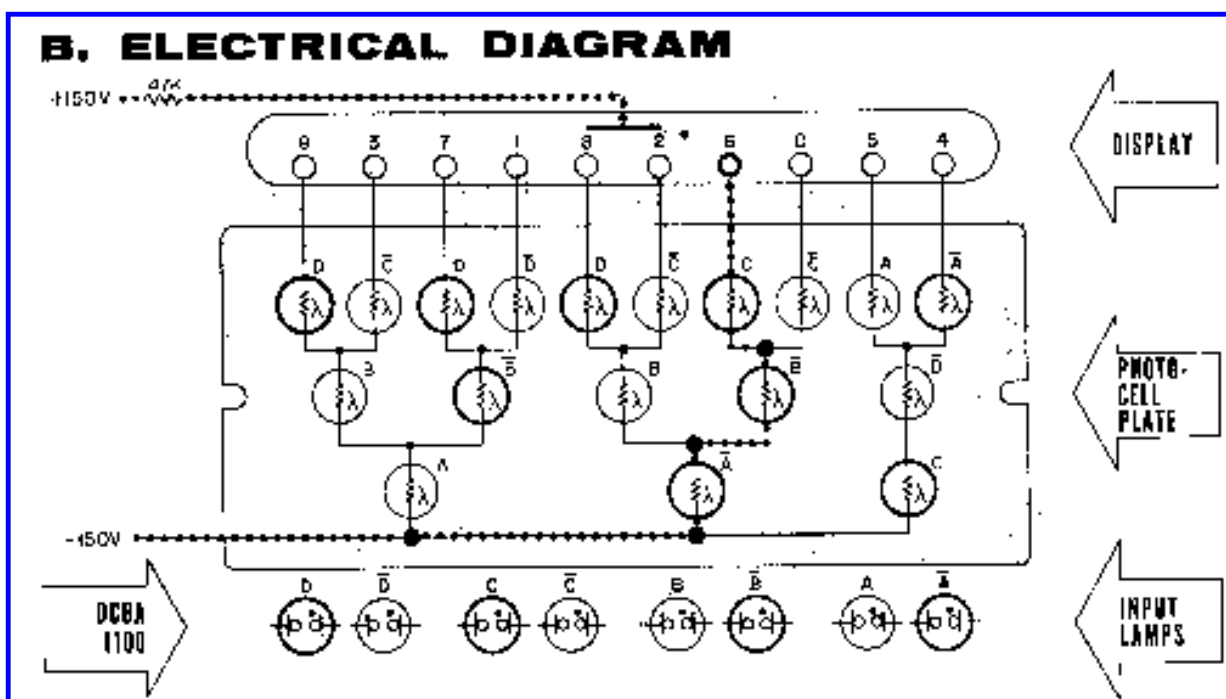 B. ELECTRICAL DIAGRAM
+150V 47K
9 3 7 1 8 2 6 0 5 4
DISPLAY
D C̅ D D̅ D C̅ C C̅ A A̅
B B̅ B B̅ D̅
A A̅ C
PHOTO-
CELL
PLATE
-150V
D D̅ C C̅ B B̅ A A̅
DCBA
1100
INPUT
LAMPS